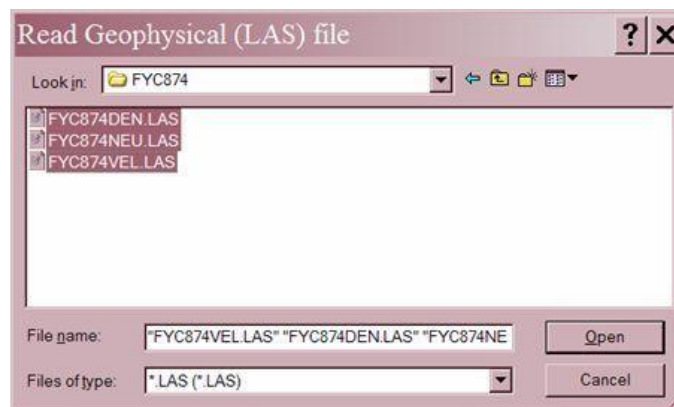 Read Geophysical (LAS) file
Look in: FYC874
FYC874DEN.LAS
FYC874NEU.LAS
FYC874VEL.LAS
File name: "FYC874VEL.LAS" "FYC874DEN.LAS" "FYC874NE Open
Files of type: *.LAS (*.LAS) Cancel